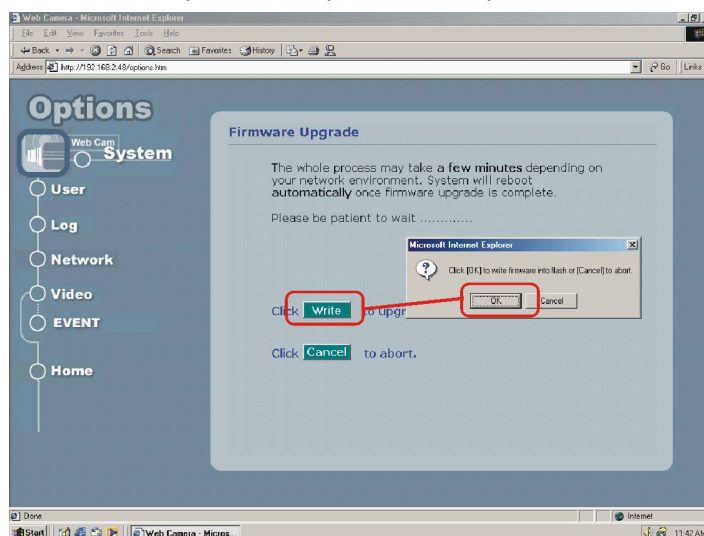 Web Camera - Microsoft Internet Explorer
File Edit View Favorites Tools Help
Back Search Favorites History
Address http://192.168.2.48/options.htm Go Links
Options
Web Cam
System
User
Log
Network
Video
EVENT
Home
Firmware Upgrade
The whole process may take a few minutes depending on
your network environment. System will reboot
automatically once firmware upgrade is complete.
Please be patient to wait .............
Microsoft Internet Explorer
Click [OK] to write firmware into flash or [Cancel] to abort.
OK Cancel
Click Write to upgr
Click Cancel to abort.
Done Internet
Start Web Camera - Micros... 11:42 AM